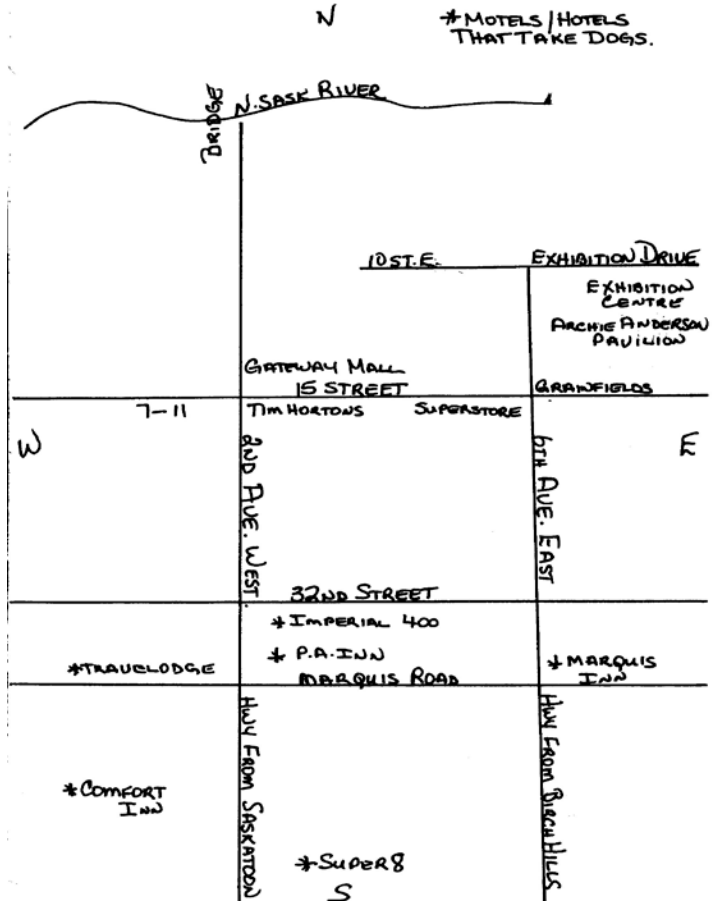 N
*MOTELS/HOTELS
THAT TAKE DOGS.
BRIDGE
N. SASK RIVER
10 ST. E.
EXHIBITION DRIVE
EXHIBITION
CENTRE
ARCHIE ANDERSON
PAVILION
GATEWAY MALL
15 STREET
GRAINFIELDS
7-11
TIM HORTONS
SUPERSTORE
W
E
2ND AVE. WEST.
6TH AVE. EAST
32ND STREET
*IMPERIAL 400
*P.A. INN
*TRAVELODGE
MARQUIS ROAD
*MARQUIS
INN
HWY FROM SASKATOON
HWY FROM BIRCH HILLS
*COMFORT
INN
*SUPER 8
S